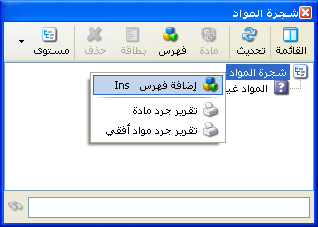 شجرة المواد
القائمة تحديث مادة فهرس بطاقة حذف مستوى
شجرة المواد
المواد غير
إضافة فهرس Ins
تقرير جرد مادة
تقرير جرد مواد أفقي